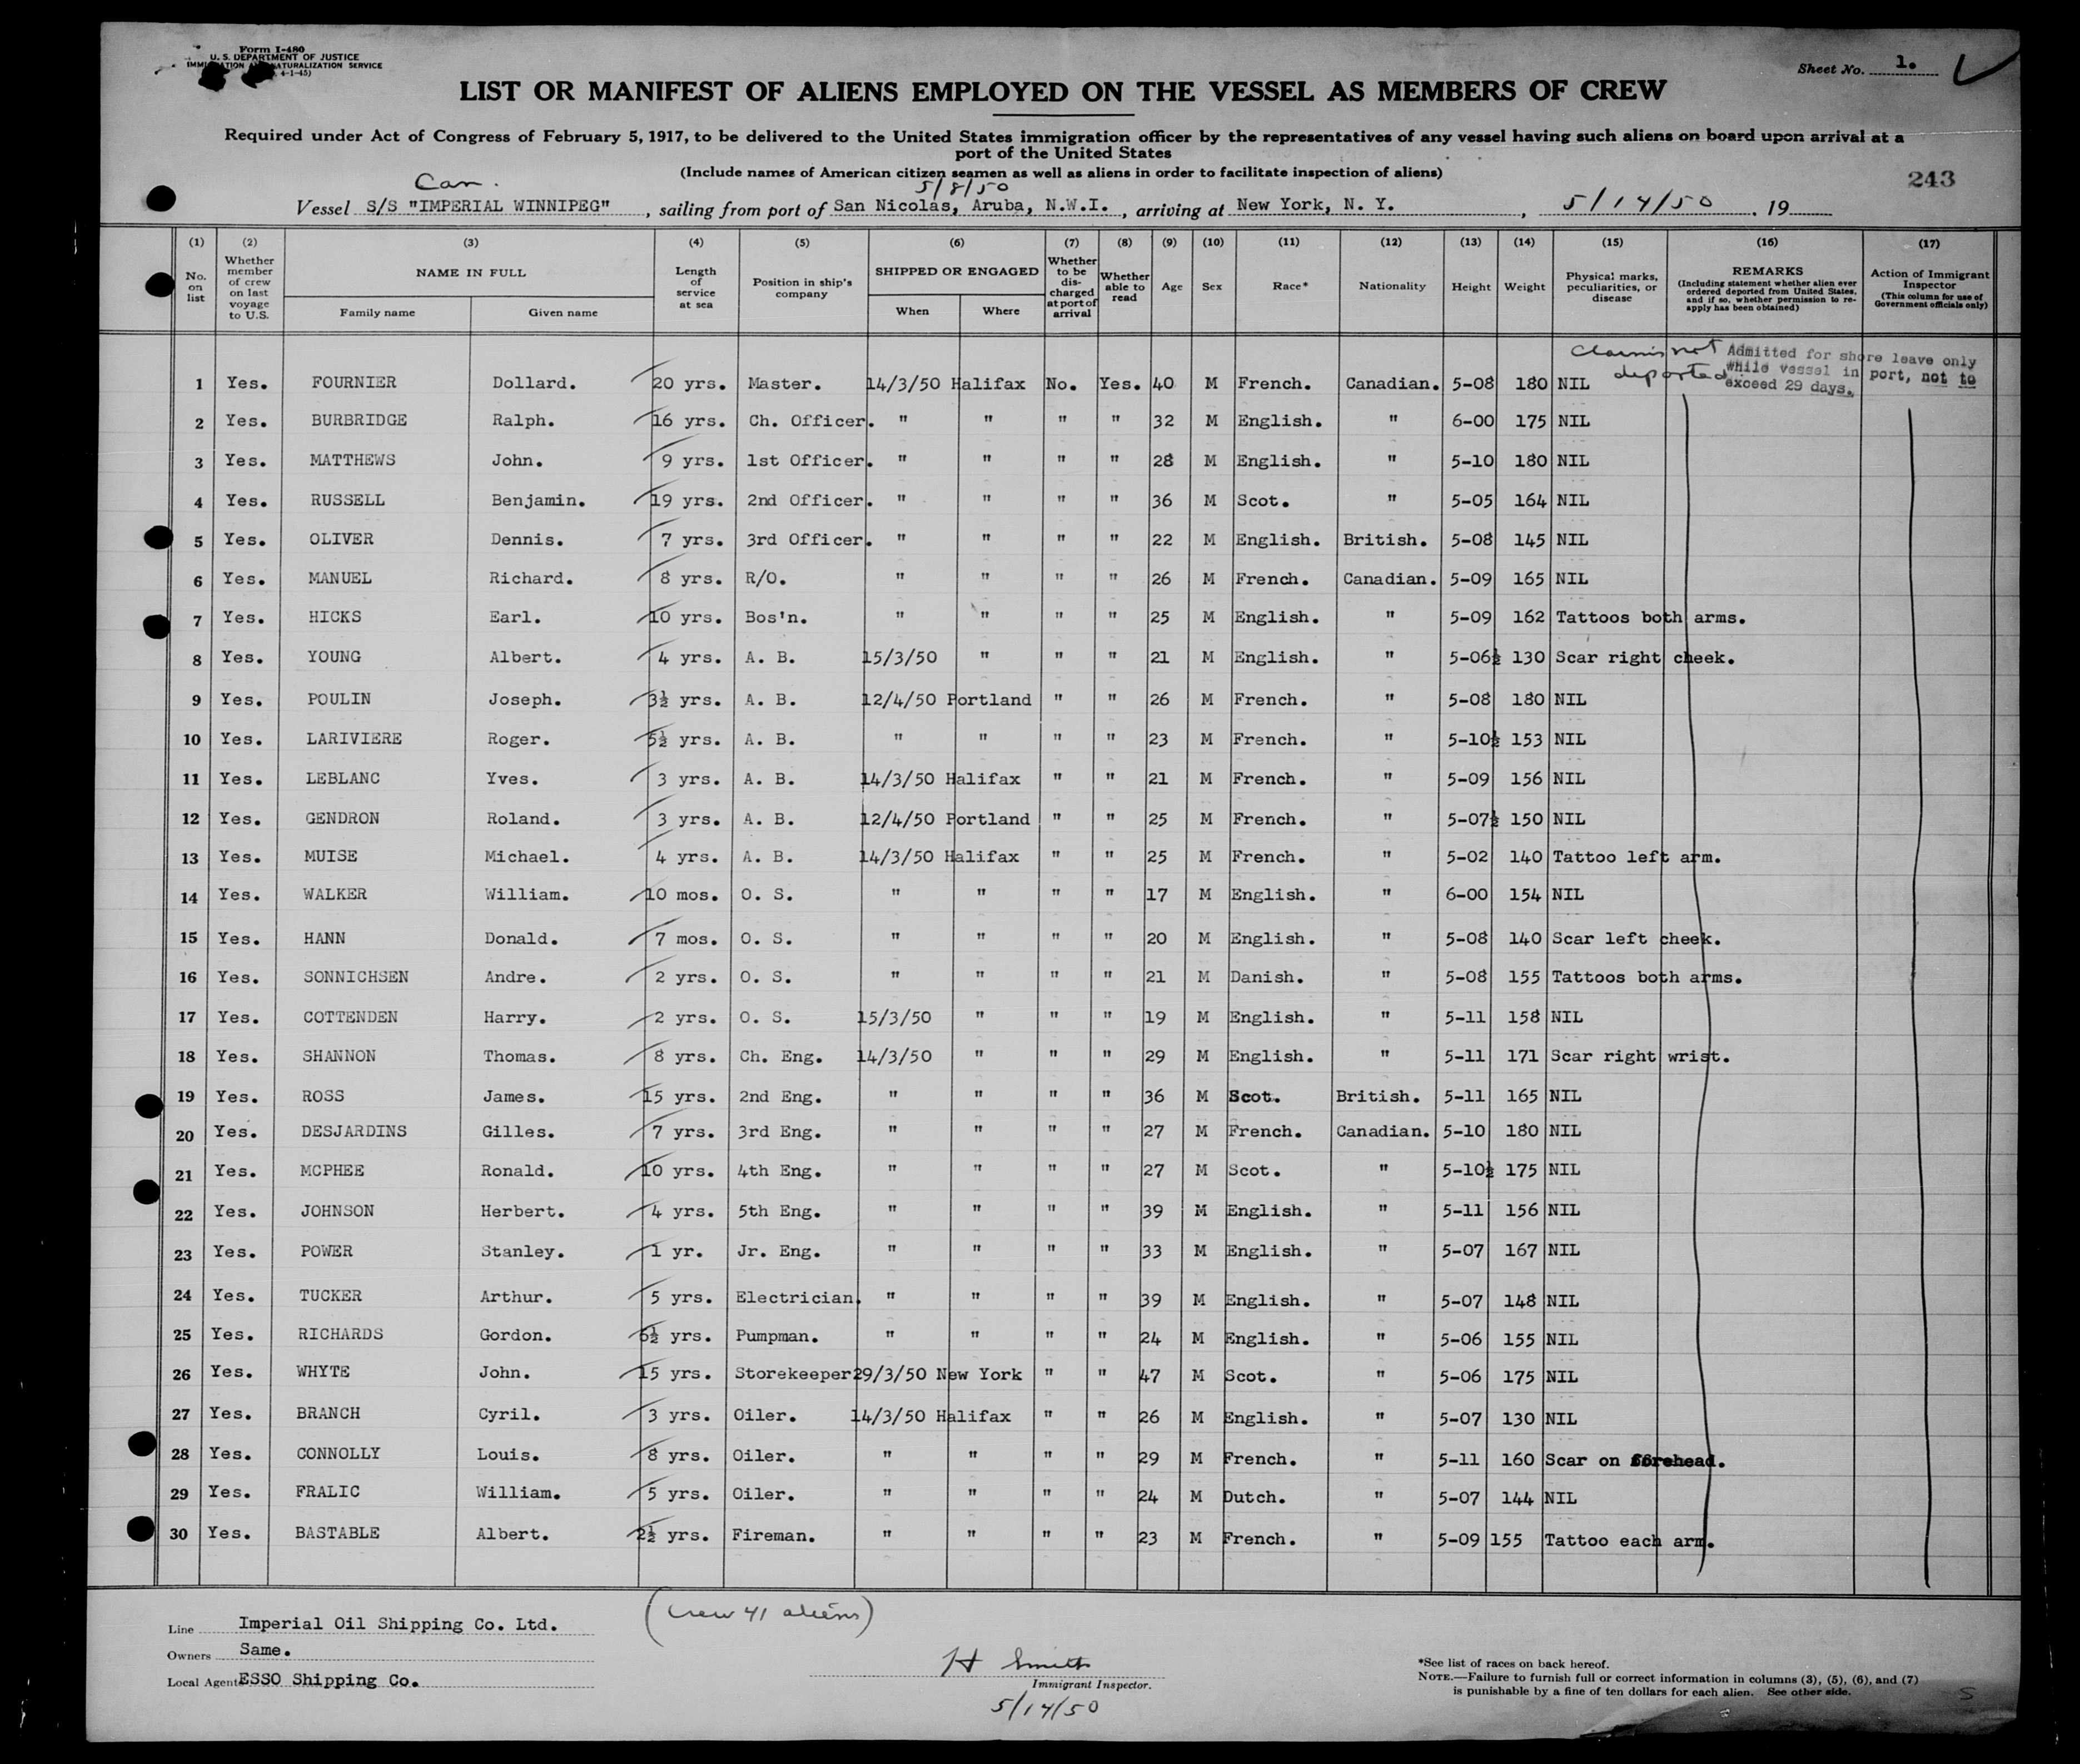 Form I-480
U. S. DEPARTMENT OF JUSTICE
IMMIGRATION AND NATURALIZATION SERVICE
4-1-45)
Sheet No. 1.
LIST OR MANIFEST OF ALIENS EMPLOYED ON THE VESSEL AS MEMBERS OF CREW
Required under Act of Congress of February 5, 1917, to be delivered to the United States immigration officer by the representatives of any vessel having such aliens on board upon arrival at a
port of the United States
(Include names of American citizen seamen as well as aliens in order to facilitate inspection of aliens)
243
Can. 5/8/50
Vessel S/S "IMPERIAL WINNIPEG", sailing from port of San Nicolas, Aruba, N.W.I., arriving at New York, N. Y., 5/14/50, 19
(1) No. on list (2) Whether member of crew on last voyage to U.S. (3) NAME IN FULL Family name Given name (4) Length of service at sea (5) Position in ship's company (6) SHIPPED OR ENGAGED When Where (7) Whether to be discharged at port of arrival (8) Whether able to read (9) Age (10) Sex (11) Race* (12) Nationality (13) Height (14) Weight (15) Physical marks, peculiarities, or disease (16) REMARKS (Including statement whether alien ever ordered deported from United States, and if so, whether permission to re-apply has been obtained) (17) Action of Immigrant Inspector (This column for use of Government officials only)
Claims not deported
Admitted for shore leave only
while vessel in port, not to
exceed 29 days.
1 Yes. FOURNIER Dollard. 20 yrs. Master. 14/3/50 Halifax No. Yes. 40 M French. Canadian. 5-08 180 NIL
2 Yes. BURBRIDGE Ralph. 16 yrs. Ch. Officer. " " " " 32 M English. " 6-00 175 NIL
3 Yes. MATTHEWS John. 9 yrs. 1st Officer. " " " " 28 M English. " 5-10 180 NIL
4 Yes. RUSSELL Benjamin. 19 yrs. 2nd Officer. " " " " 36 M Scot. " 5-05 164 NIL
5 Yes. OLIVER Dennis. 7 yrs. 3rd Officer. " " " " 22 M English. British. 5-08 145 NIL
6 Yes. MANUEL Richard. 8 yrs. R/O. " " " " 26 M French. Canadian. 5-09 165 NIL
7 Yes. HICKS Earl. 10 yrs. Bos'n. " " " " 25 M English. " 5-09 162 Tattoos both arms.
8 Yes. YOUNG Albert. 4 yrs. A. B. 15/3/50 " " " 21 M English. " 5-06½ 130 Scar right cheek.
9 Yes. POULIN Joseph. 3½ yrs. A. B. 12/4/50 Portland " " 26 M French. " 5-08 180 NIL
10 Yes. LARIVIERE Roger. 5½ yrs. A. B. " " " " 23 M French. " 5-10½ 153 NIL
11 Yes. LEBLANC Yves. 3 yrs. A. B. 14/3/50 Halifax " " 21 M French. " 5-09 156 NIL
12 Yes. GENDRON Roland. 3 yrs. A. B. 12/4/50 Portland " " 25 M French. " 5-07½ 150 NIL
13 Yes. MUISE Michael. 4 yrs. A. B. 14/3/50 Halifax " " 25 M French. " 5-02 140 Tattoo left arm.
14 Yes. WALKER William. 10 mos. O. S. " " " " 17 M English. " 6-00 154 NIL
15 Yes. HANN Donald. 7 mos. O. S. " " " " 20 M English. " 5-08 140 Scar left cheek.
16 Yes. SONNICHSEN Andre. 2 yrs. O. S. " " " " 21 M Danish. " 5-08 155 Tattoos both arms.
17 Yes. COTTENDEN Harry. 2 yrs. O. S. 15/3/50 " " " 19 M English. " 5-11 158 NIL
18 Yes. SHANNON Thomas. 8 yrs. Ch. Eng. 14/3/50 " " " 29 M English. " 5-11 171 Scar right wrist.
19 Yes. ROSS James. 15 yrs. 2nd Eng. " " " " 36 M Scot. British. 5-11 165 NIL
20 Yes. DESJARDINS Gilles. 7 yrs. 3rd Eng. " " " " 27 M French. Canadian. 5-10 180 NIL
21 Yes. MCPHEE Ronald. 10 yrs. 4th Eng. " " " " 27 M Scot. " 5-10½ 175 NIL
22 Yes. JOHNSON Herbert. 4 yrs. 5th Eng. " " " " 39 M English. " 5-11 156 NIL
23 Yes. POWER Stanley. 1 yr. Jr. Eng. " " " " 33 M English. " 5-07 167 NIL
24 Yes. TUCKER Arthur. 5 yrs. Electrician. " " " " 39 M English. " 5-07 148 NIL
25 Yes. RICHARDS Gordon. 6½ yrs. Pumpman. " " " " 24 M English. " 5-06 155 NIL
26 Yes. WHYTE John. 15 yrs. Storekeeper 29/3/50 New York " " 47 M Scot. " 5-06 175 NIL
27 Yes. BRANCH Cyril. 3 yrs. Oiler. 14/3/50 Halifax " " 26 M English. " 5-07 130 NIL
28 Yes. CONNOLLY Louis. 8 yrs. Oiler. " " " " 29 M French. " 5-11 160 Scar on forehead.
29 Yes. FRALIC William. 5 yrs. Oiler. " " " " 24 M Dutch. " 5-07 144 NIL
30 Yes. BASTABLE Albert. 2½ yrs. Fireman. " " " " 23 M French. " 5-09 155 Tattoo each arm.
(Crew 41 aliens)
Line Imperial Oil Shipping Co. Ltd.
Owners Same.
Local Agents ESSO Shipping Co.
H Smith
Immigrant Inspector.
5/14/50
*See list of races on back hereof.
NOTE.—Failure to furnish full or correct information in columns (3), (5), (6), and (7)
is punishable by a fine of ten dollars for each alien. See other side.